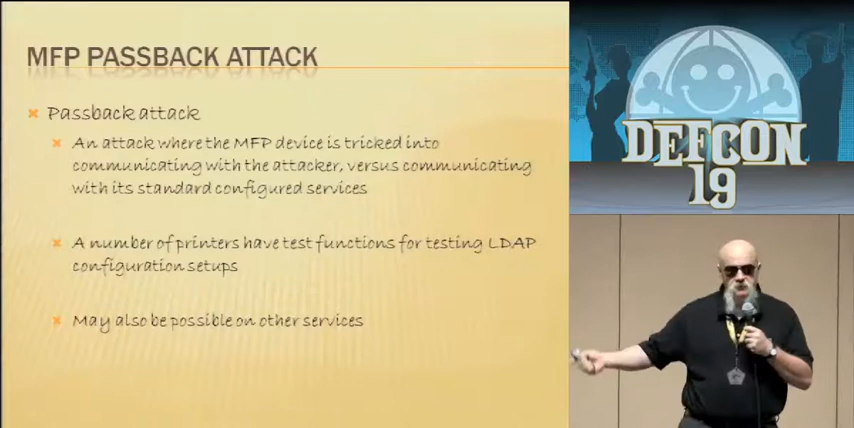 MFP PASSBACK ATTACK
Passback attack
An attack where the MFP device is tricked into
communicating with the attacker, versus communicating
with its standard configured services
A number of printers have test functions for testing LDAP
configuration setups
May also be possible on other services
DEFCON
19